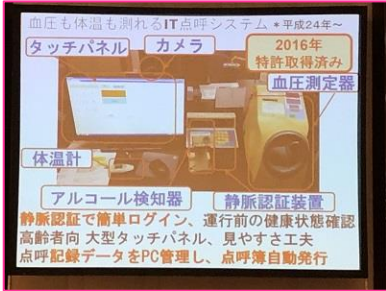 血圧も体温も測れるIT点呼システム *平成24年～
タッチパネル
カメラ
2016年
特許取得済み
血圧測定器
体温計
アルコール検知器
静脈認証装置
静脈認証で簡単ログイン、運行前の健康状態確認
高齢者向 大型タッチパネル、見やすさ工夫
点呼記録データをPC管理し、点呼簿自動発行